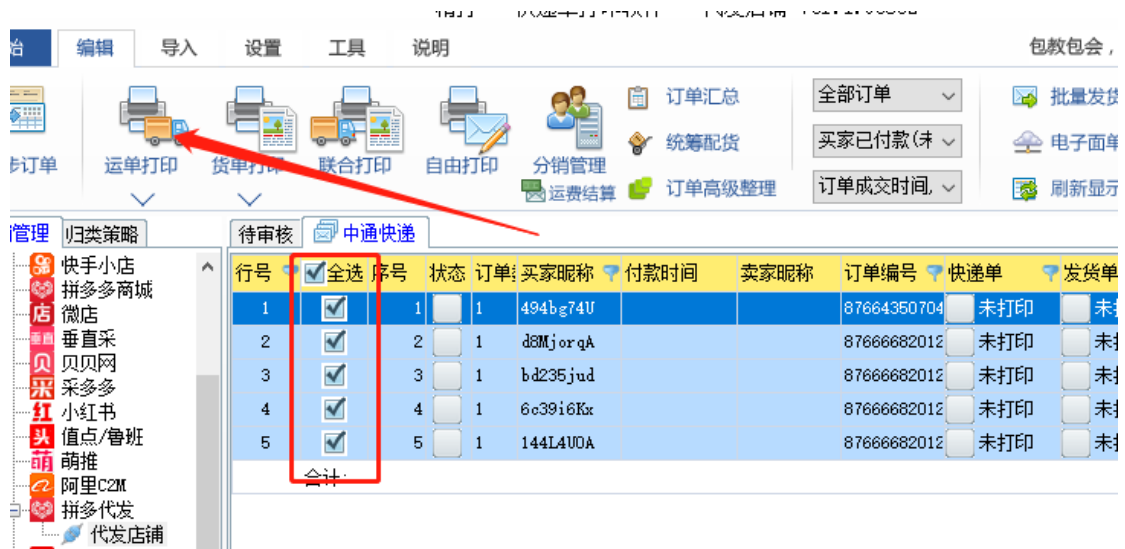 始 编辑 导入 设置 工具 说明 包教包会，
步订单 运单打印 货单打印 联合打印 自由打印 分销管理
运费结算
订单汇总
统筹配货
订单高级整理
全部订单
买家已付款(未
订单成交时间,
批量发货
电子面单
刷新显示
管理 归类策略 待审核 中通快递
快手小店
拼多多商城
微店
垂直采
贝贝网
采多多
小红书
值点/鲁班
萌推
阿里C2M
拼多代发
代发店铺
行号 全选 序号 状态 订单 买家昵称 付款时间 卖家昵称 订单编号 快递单 发货单
1 1 1 494bg74U 87664350704 未打印 未
2 2 1 d8MjorqA 87666682012 未打印 未
3 3 1 bd235jud 87666682012 未打印 未
4 4 1 6c39i6Kx 87666682012 未打印 未
5 5 1 144L4U0A 87666682012 未打印 未
合计: